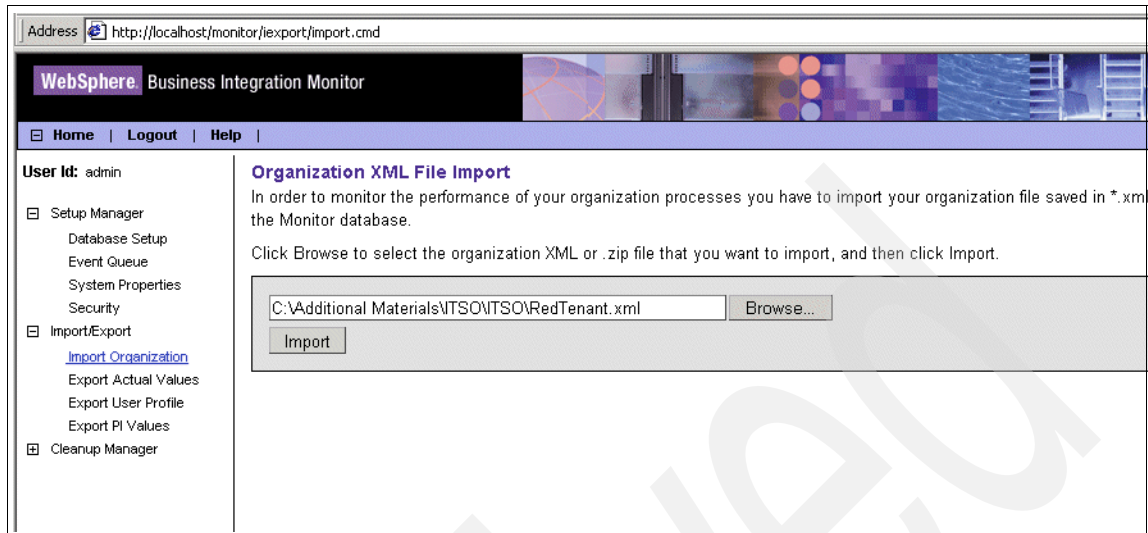 Address http://localhost/monitor/iexport/import.cmd
WebSphere. Business Integration Monitor
Home | Logout | Help |
User Id: admin
Setup Manager
Database Setup
Event Queue
System Properties
Security
Import/Export
Import Organization
Export Actual Values
Export User Profile
Export PI Values
Cleanup Manager
Organization XML File Import
In order to monitor the performance of your organization processes you have to import your organization file saved in *.xml
the Monitor database.
Click Browse to select the organization XML or .zip file that you want to import, and then click Import.
C:\Additional Materials\ITSO\ITSO\RedTenant.xml Browse...
Import